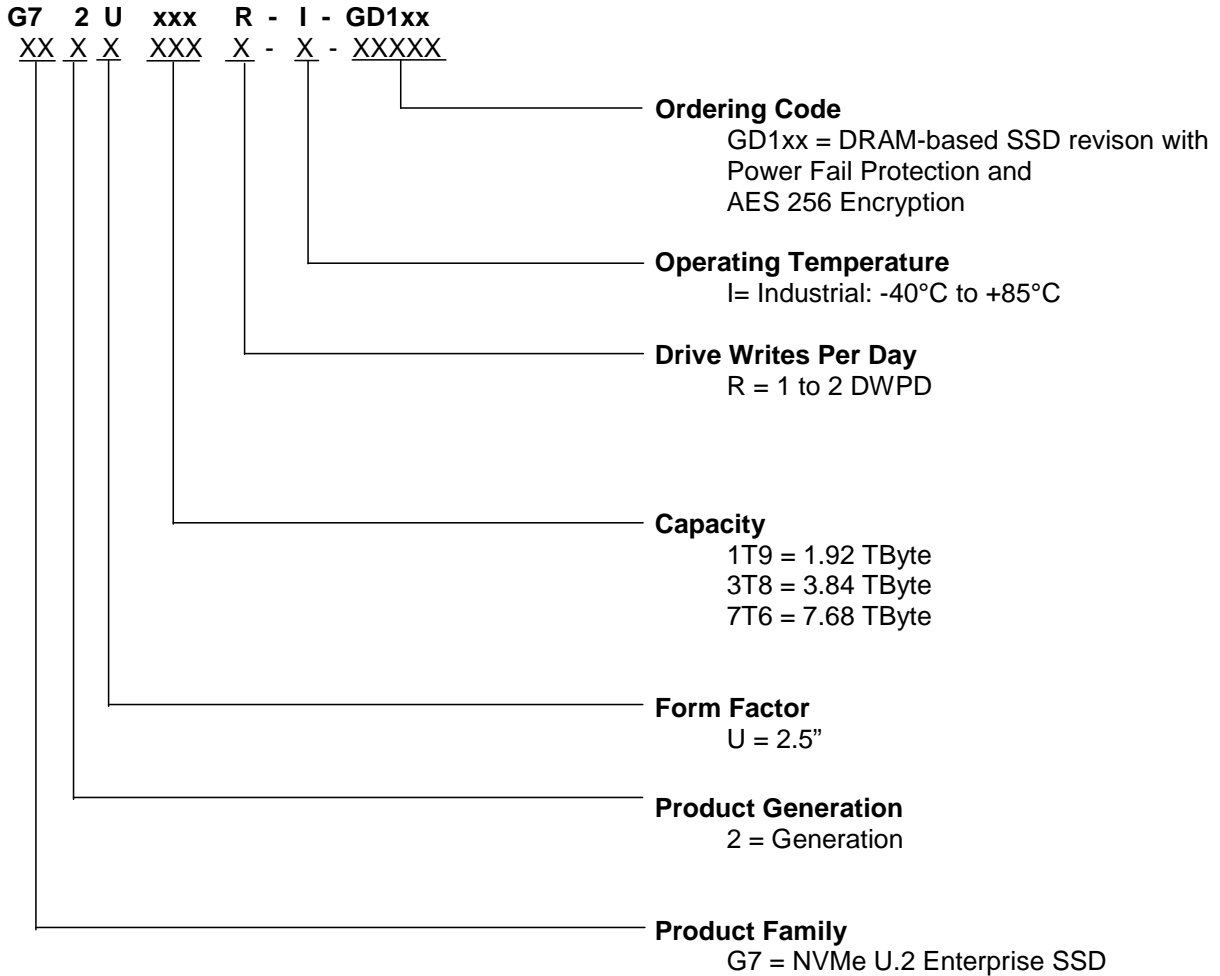 G7 2 U xxx R - I - GD1xx
XX X X XXX X - X - XXXXX
Ordering Code
GD1xx = DRAM-based SSD revison with
Power Fail Protection and
AES 256 Encryption
Operating Temperature
I= Industrial: -40°C to +85°C
Drive Writes Per Day
R = 1 to 2 DWPD
Capacity
1T9 = 1.92 TByte
3T8 = 3.84 TByte
7T6 = 7.68 TByte
Form Factor
U = 2.5”
Product Generation
2 = Generation
Product Family
G7 = NVMe U.2 Enterprise SSD